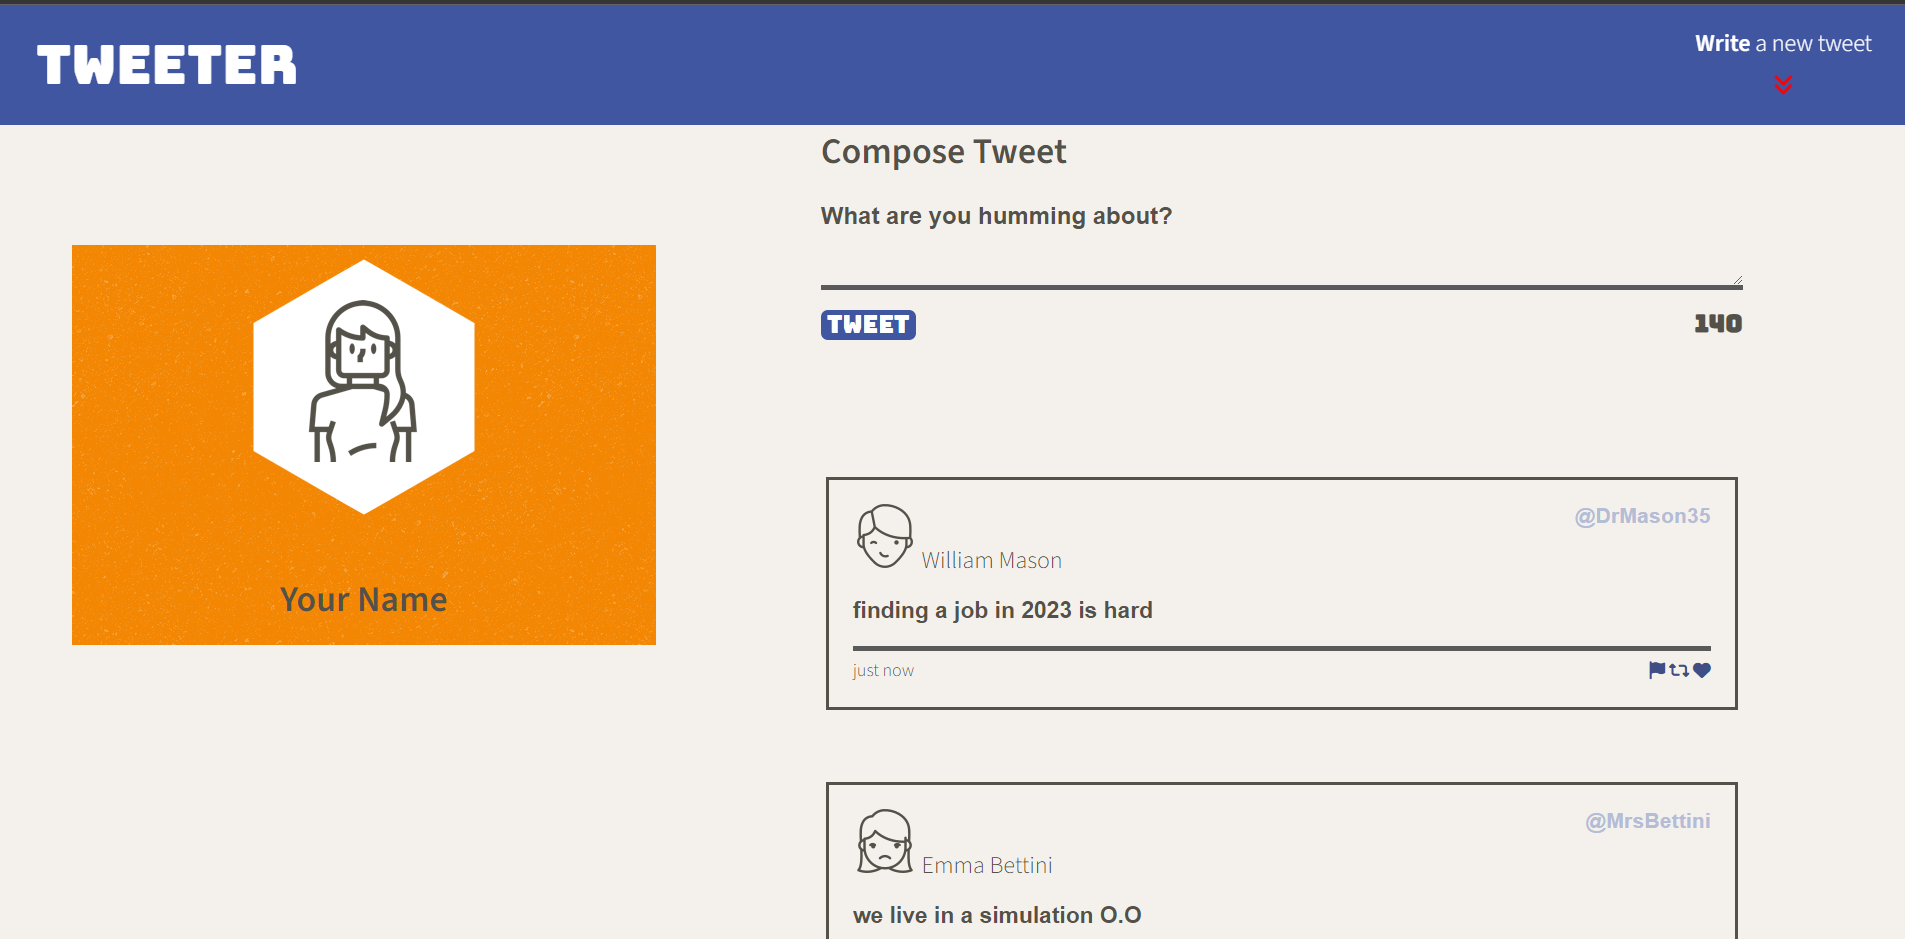 TWEETER
Write a new tweet
Compose Tweet
What are you humming about?
TWEET
140
Your Name
@DrMason35
William Mason
finding a job in 2023 is hard
just now
@MrsBettini
Emma Bettini
we live in a simulation O.O